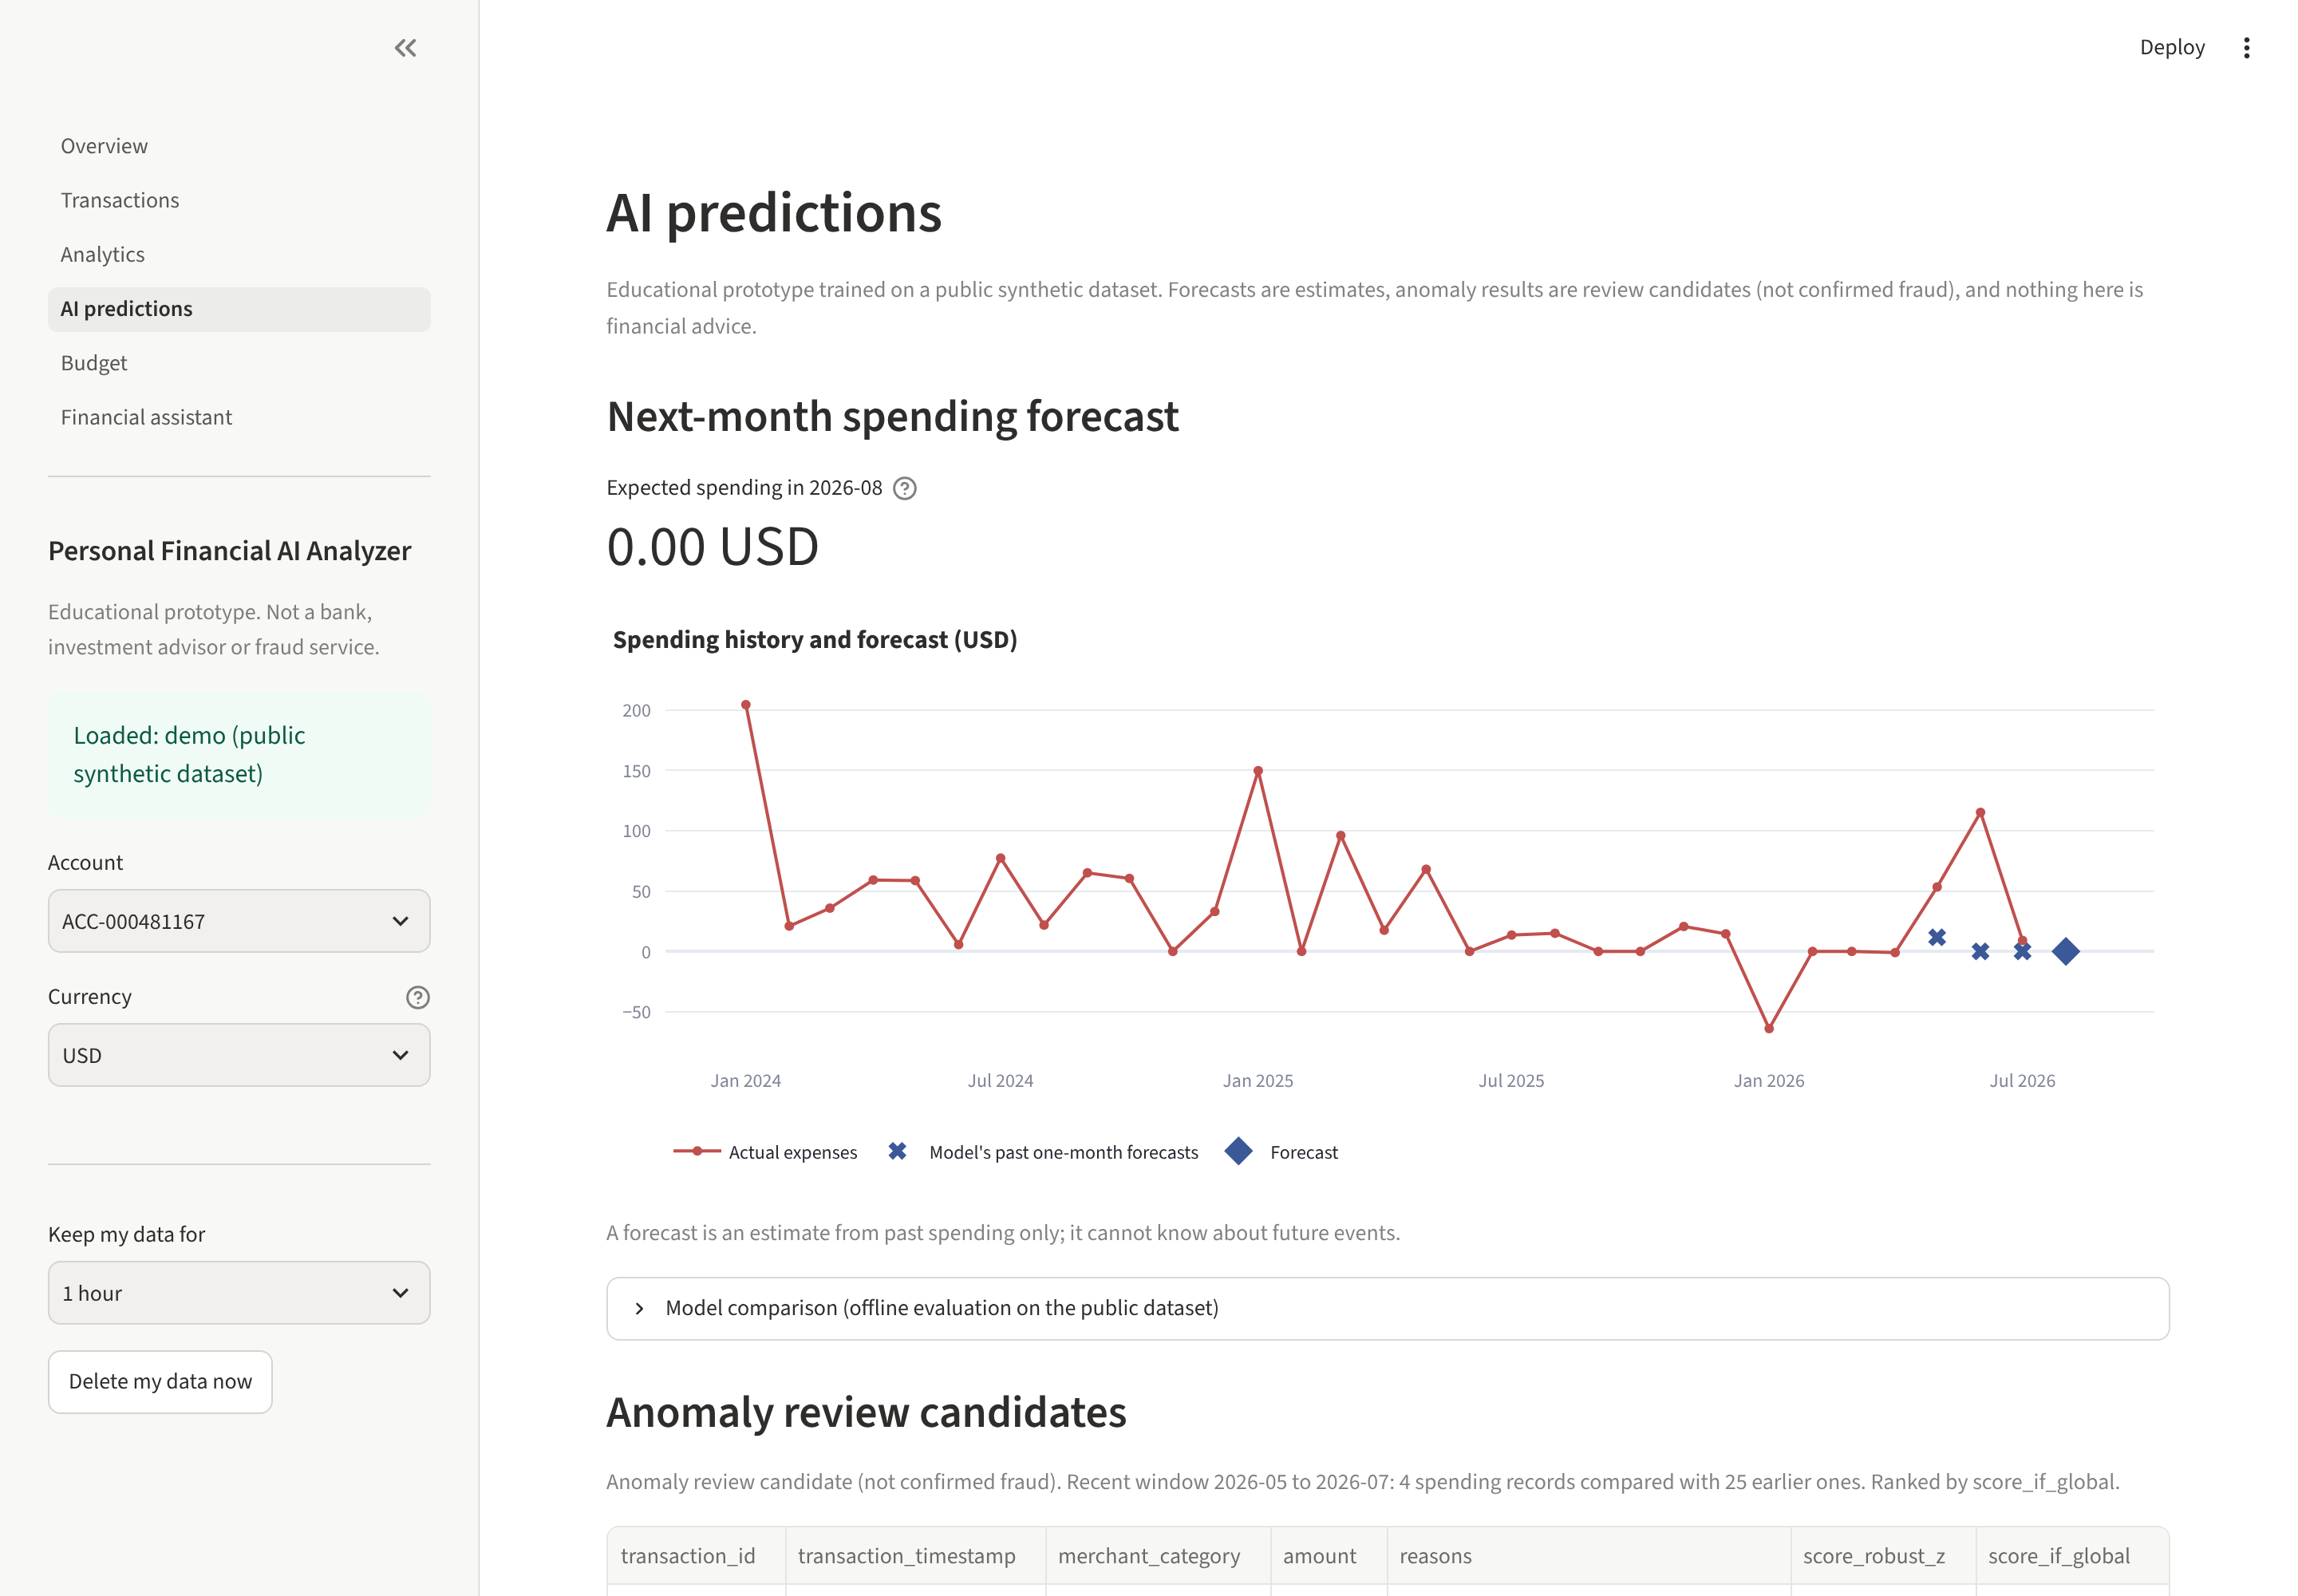 Deploy
Overview
Transactions
Analytics
AI predictions
Budget
Financial assistant
Personal Financial AI Analyzer
Educational prototype. Not a bank,
investment advisor or fraud service.
Loaded: demo (public
synthetic dataset)
Account
ACC-000481167
Currency
USD
Keep my data for
1 hour
Delete my data now
AI predictions
Educational prototype trained on a public synthetic dataset. Forecasts are estimates, anomaly results are review candidates (not confirmed fraud), and nothing here is
financial advice.
Next-month spending forecast
Expected spending in 2026-08
0.00 USD
Spending history and forecast (USD)
200
150
100
50
0
−50
Jan 2024 Jul 2024 Jan 2025 Jul 2025 Jan 2026 Jul 2026
Actual expenses Model's past one-month forecasts Forecast
A forecast is an estimate from past spending only; it cannot know about future events.
Model comparison (offline evaluation on the public dataset)
Anomaly review candidates
Anomaly review candidate (not confirmed fraud). Recent window 2026-05 to 2026-07: 4 spending records compared with 25 earlier ones. Ranked by score_if_global.
transaction_id transaction_timestamp merchant_category amount reasons score_robust_z score_if_global